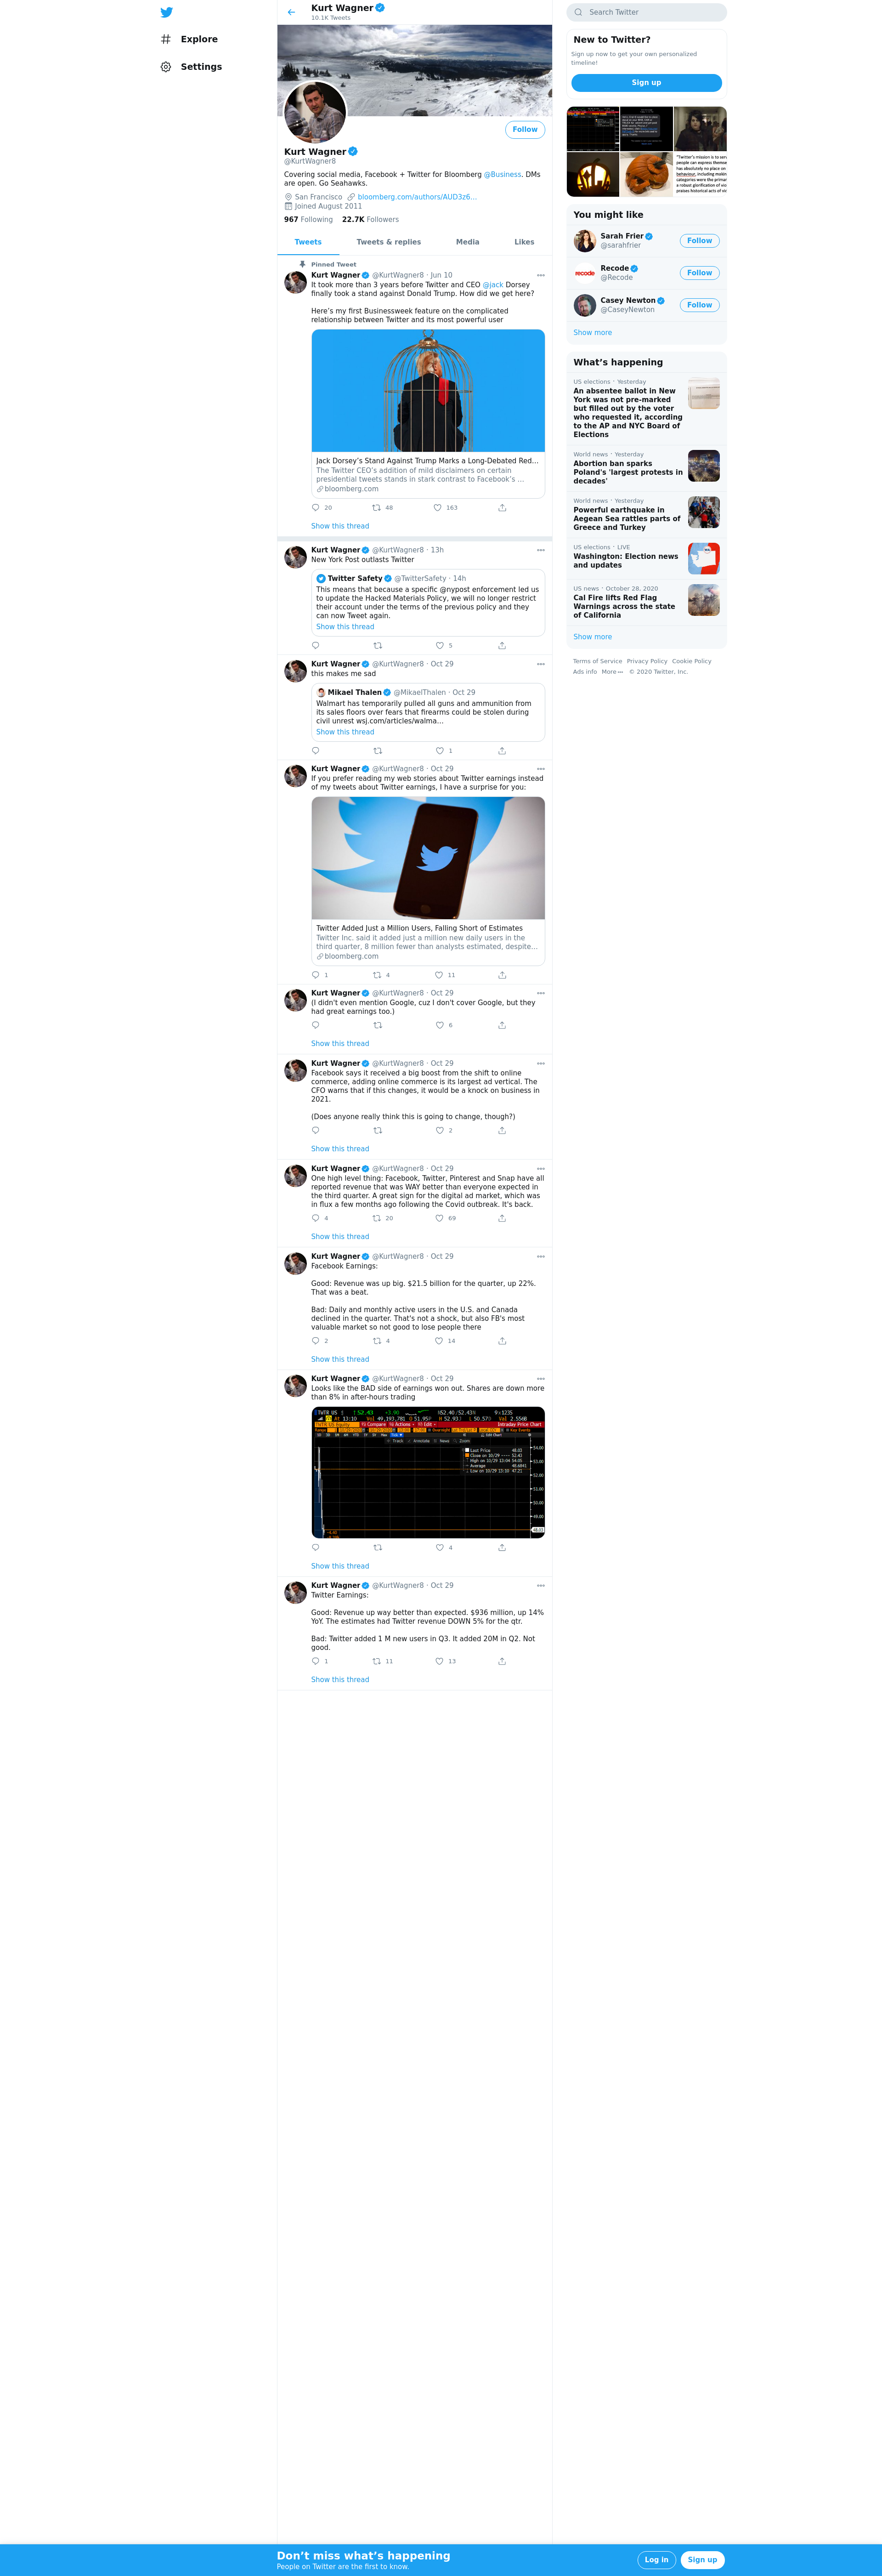 Explore
Settings
Kurt Wagner
10.1K Tweets
Follow
Kurt Wagner
@KurtWagner8
Covering social media, Facebook + Twitter for Bloomberg @Business. DMs
are open. Go Seahawks.
San Francisco bloomberg.com/authors/AUD3z6…
Joined August 2011
967 Following 22.7K Followers
Tweets Tweets & replies Media Likes
Pinned Tweet
Kurt Wagner @KurtWagner8 · Jun 10
It took more than 3 years before Twitter and CEO @jack Dorsey
finally took a stand against Donald Trump. How did we get here?
Here's my first Businessweek feature on the complicated
relationship between Twitter and its most powerful user
Jack Dorsey's Stand Against Trump Marks a Long-Debated Red…
The Twitter CEO's addition of mild disclaimers on certain
presidential tweets stands in stark contrast to Facebook's …
bloomberg.com
20 48 163
Show this thread
Kurt Wagner @KurtWagner8 · 13h
New York Post outlasts Twitter
Twitter Safety @TwitterSafety · 14h
This means that because a specific @nypost enforcement led us
to update the Hacked Materials Policy, we will no longer restrict
their account under the terms of the previous policy and they
can now Tweet again.
Show this thread
5
Kurt Wagner @KurtWagner8 · Oct 29
this makes me sad
Mikael Thalen @MikaelThalen · Oct 29
Walmart has temporarily pulled all guns and ammunition from
its sales floors over fears that firearms could be stolen during
civil unrest wsj.com/articles/walma…
Show this thread
1
Kurt Wagner @KurtWagner8 · Oct 29
If you prefer reading my web stories about Twitter earnings instead
of my tweets about Twitter earnings, I have a surprise for you:
Twitter Added Just a Million Users, Falling Short of Estimates
Twitter Inc. said it added just a million new daily users in the
third quarter, 8 million fewer than analysts estimated, despite…
bloomberg.com
1 4 11
Kurt Wagner @KurtWagner8 · Oct 29
(I didn't even mention Google, cuz I don't cover Google, but they
had great earnings too.)
6
Show this thread
Kurt Wagner @KurtWagner8 · Oct 29
Facebook says it received a big boost from the shift to online
commerce, adding online commerce is its largest ad vertical. The
CFO warns that if this changes, it would be a knock on business in
2021.
(Does anyone really think this is going to change, though?)
2
Show this thread
Kurt Wagner @KurtWagner8 · Oct 29
One high level thing: Facebook, Twitter, Pinterest and Snap have all
reported revenue that was WAY better than everyone expected in
the third quarter. A great sign for the digital ad market, which was
in flux a few months ago following the Covid outbreak. It's back.
4 20 69
Show this thread
Kurt Wagner @KurtWagner8 · Oct 29
Facebook Earnings:
Good: Revenue was up big. $21.5 billion for the quarter, up 22%.
That was a beat.
Bad: Daily and monthly active users in the U.S. and Canada
declined in the quarter. That's not a shock, but also FB's most
valuable market so not good to lose people there
2 4 14
Show this thread
Kurt Wagner @KurtWagner8 · Oct 29
Looks like the BAD side of earnings won out. Shares are down more
than 8% in after-hours trading
4
Show this thread
Kurt Wagner @KurtWagner8 · Oct 29
Twitter Earnings:
Good: Revenue up way better than expected. $936 million, up 14%
YoY. The estimates had Twitter revenue DOWN 5% for the qtr.
Bad: Twitter added 1 M new users in Q3. It added 20M in Q2. Not
good.
1 11 13
Show this thread
Search Twitter
New to Twitter?
Sign up now to get your own personalized
timeline!
Sign up
You might like
Sarah Frier
@sarahfrier
Follow
recode
Recode
@Recode
Follow
Casey Newton
@CaseyNewton
Follow
Show more
What's happening
US elections · Yesterday
An absentee ballot in New
York was not pre-marked
but filled out by the voter
who requested it, according
to the AP and NYC Board of
Elections
World news · Yesterday
Abortion ban sparks
Poland's 'largest protests in
decades'
World news · Yesterday
Powerful earthquake in
Aegean Sea rattles parts of
Greece and Turkey
US elections · LIVE
Washington: Election news
and updates
US news · October 28, 2020
Cal Fire lifts Red Flag
Warnings across the state
of California
Show more
Terms of Service Privacy Policy Cookie Policy
Ads info More © 2020 Twitter, Inc.
Don't miss what's happening
People on Twitter are the first to know.
Log in Sign up